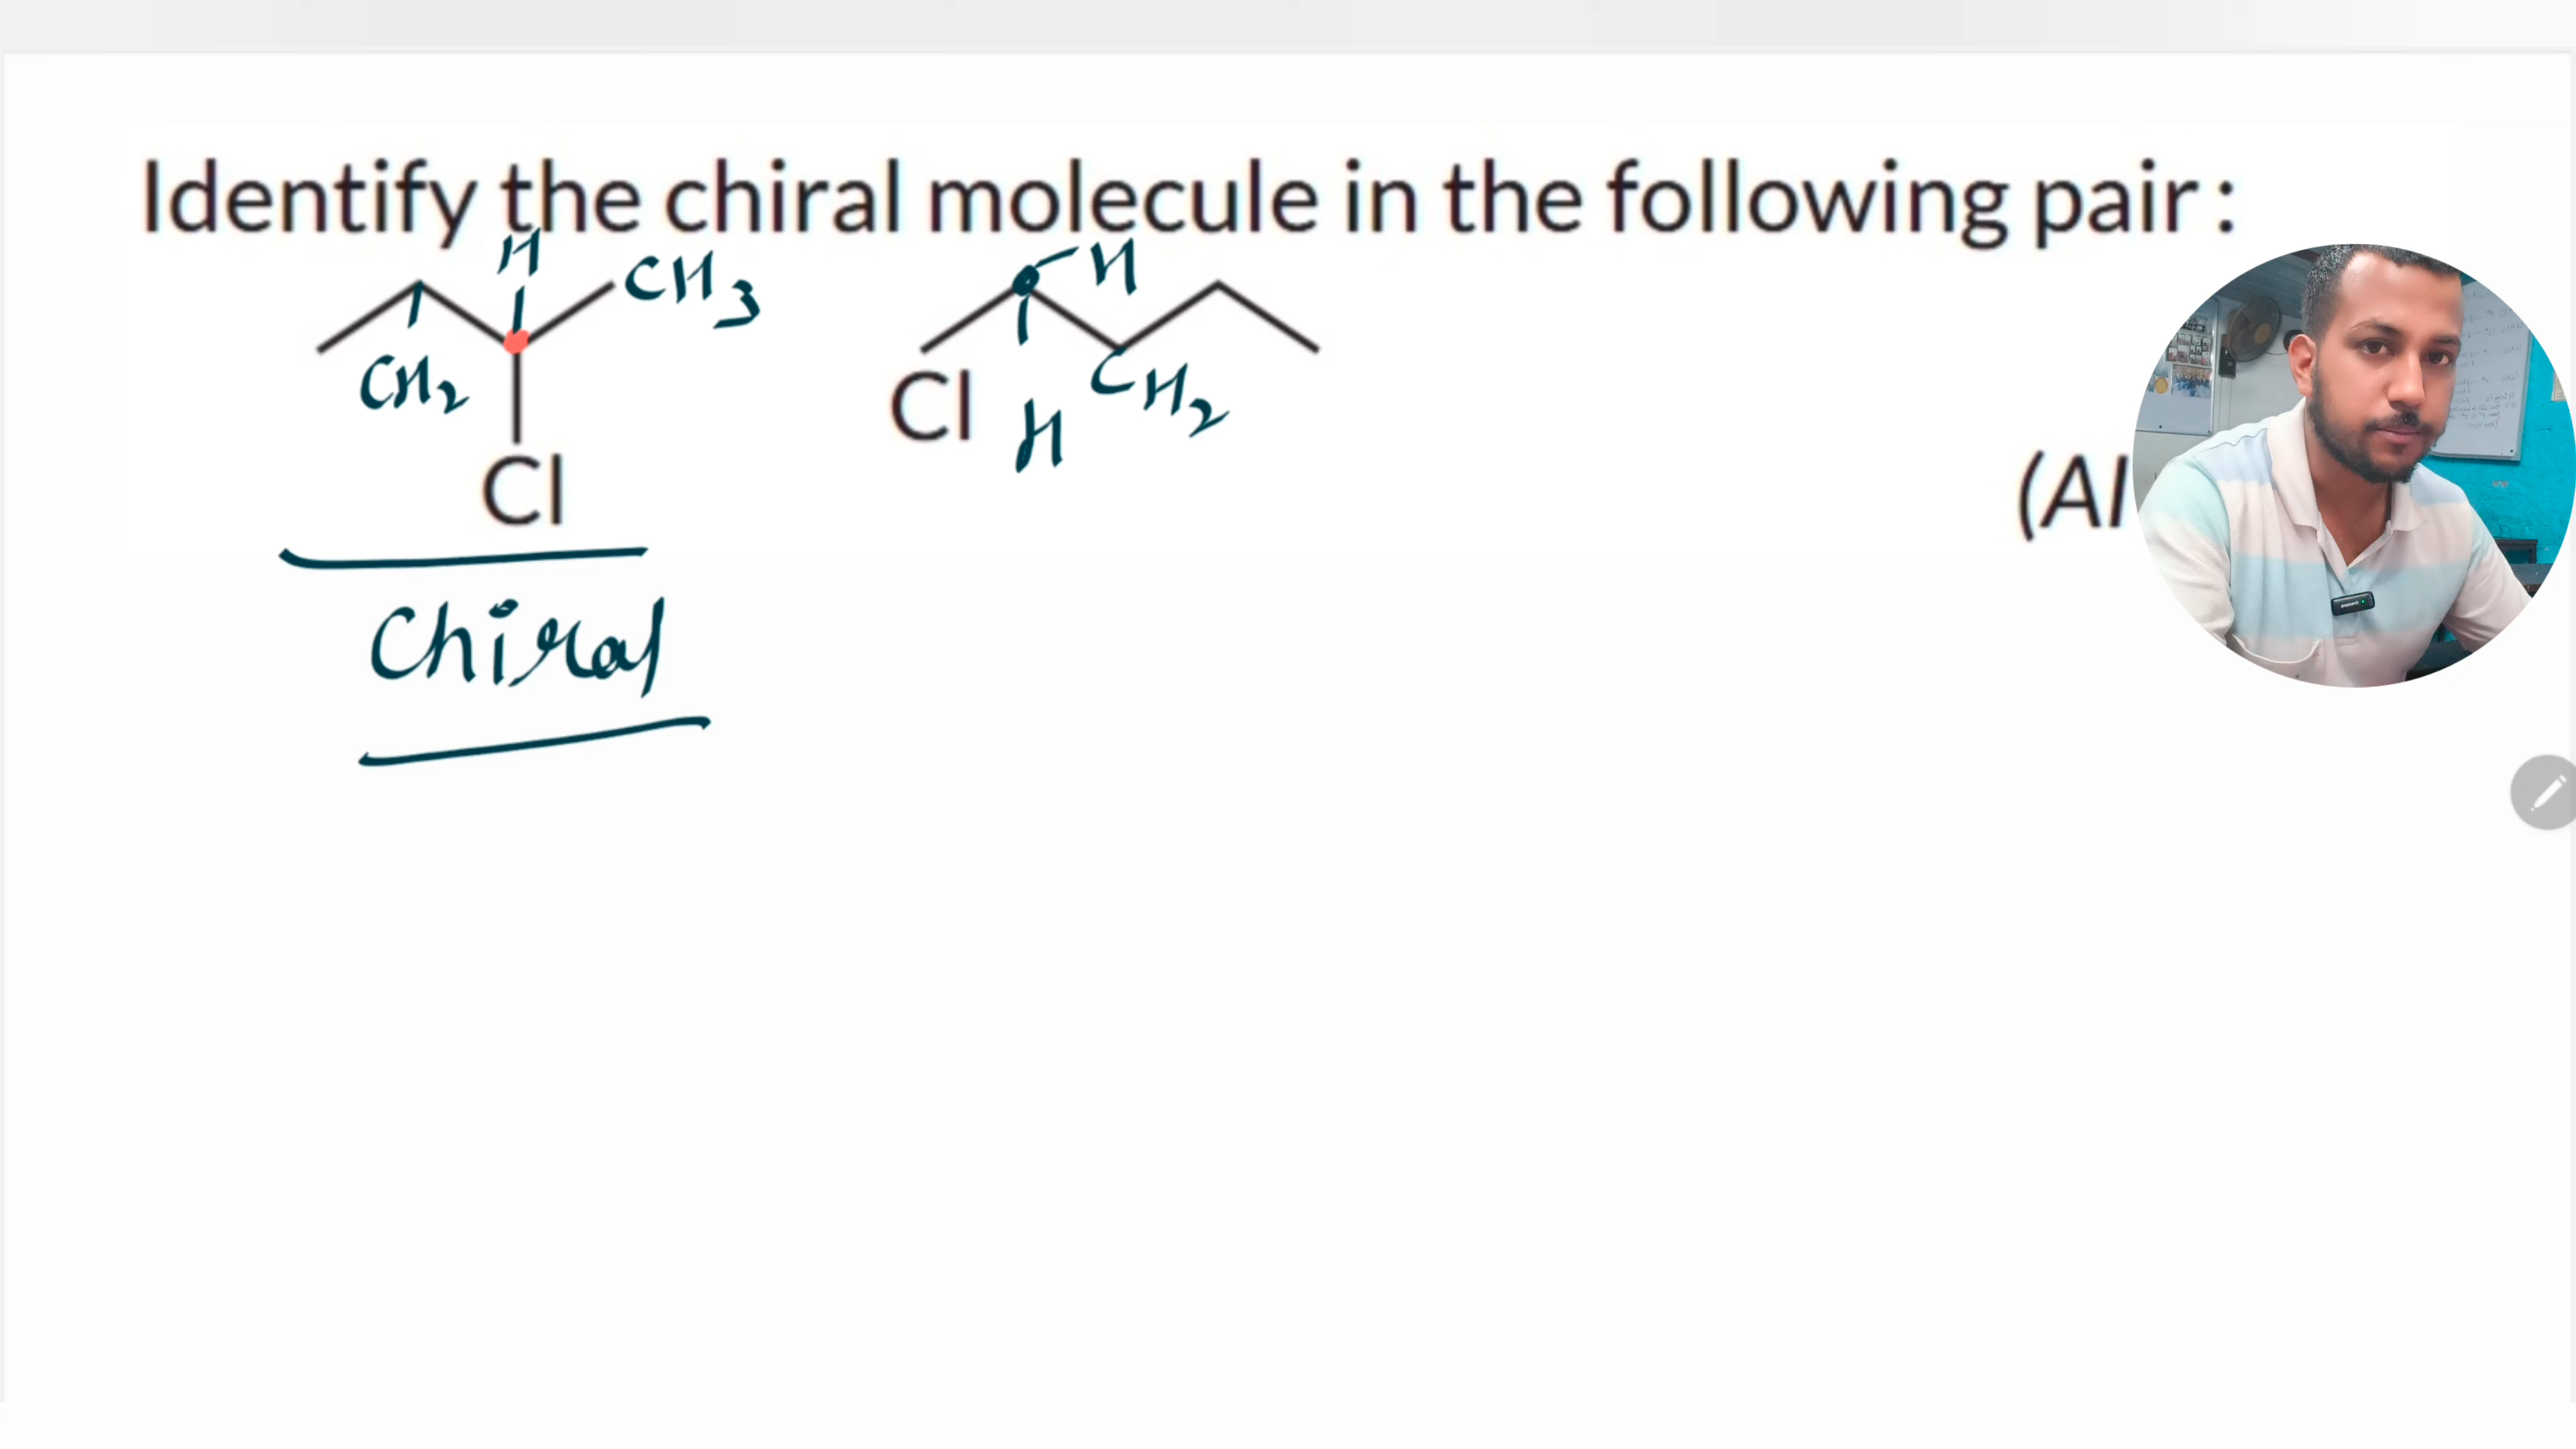 Identify the chiral molecule in the following pair:
H CH3 H
CH2 Cl H CH2
Cl (AI
Chiral